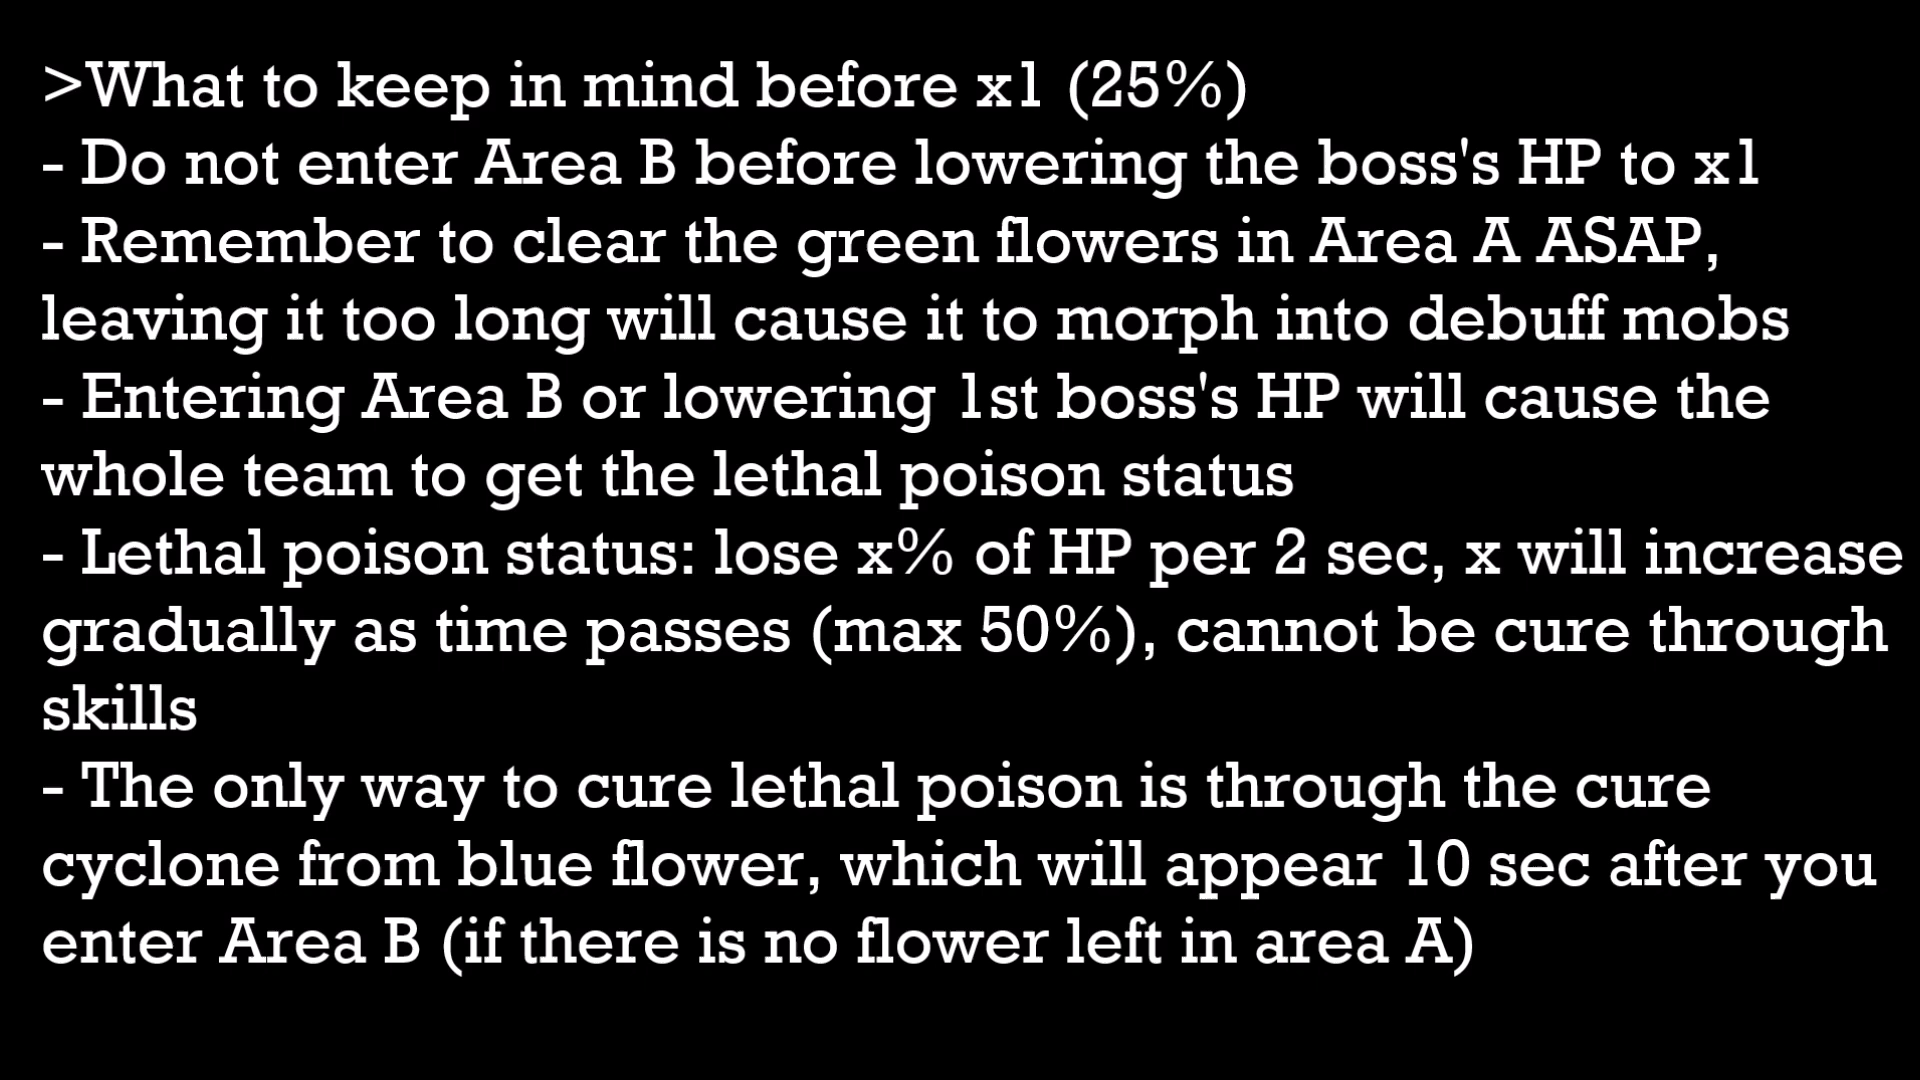 >What to keep in mind before x1 (25%)
- Do not enter Area B before lowering the boss's HP to x1
- Remember to clear the green flowers in Area A ASAP,
leaving it too long will cause it to morph into debuff mobs
- Entering Area B or lowering 1st boss's HP will cause the
whole team to get the lethal poison status
- Lethal poison status: lose x% of HP per 2 sec, x will increase
gradually as time passes (max 50%), cannot be cure through
skills
- The only way to cure lethal poison is through the cure
cyclone from blue flower, which will appear 10 sec after you
enter Area B (if there is no flower left in area A)